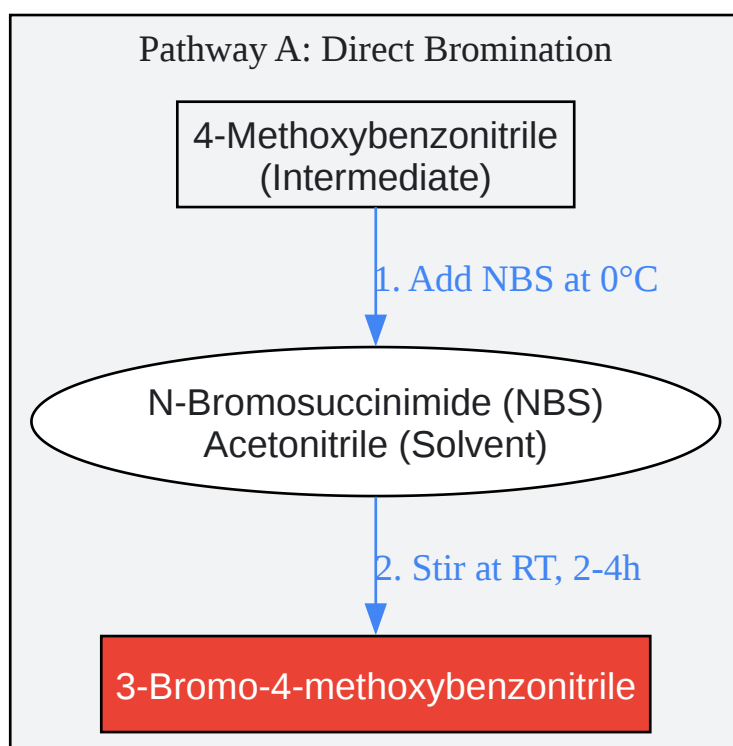 Pathway A: Direct Bromination
4-Methoxybenzonitrile
(Intermediate)
1. Add NBS at 0°C
N-Bromosuccinimide (NBS)
Acetonitrile (Solvent)
2. Stir at RT, 2-4h
3-Bromo-4-methoxybenzonitrile